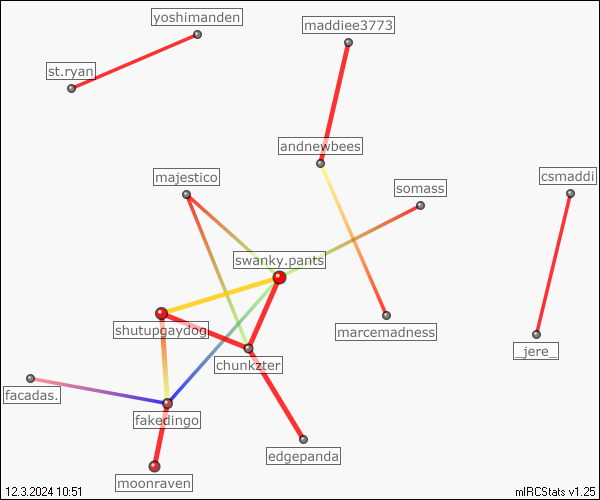 yoshimanden
maddiee3773
st.ryan
andnewbees
majestico
somass
csmaddi
swanky.pants
shutupgaydog
marcemadness
_jere_
chunkzter
facadas.
fakedingo
edgepanda
moonraven
12.3.2024 10:51
mIRCStats v1.25